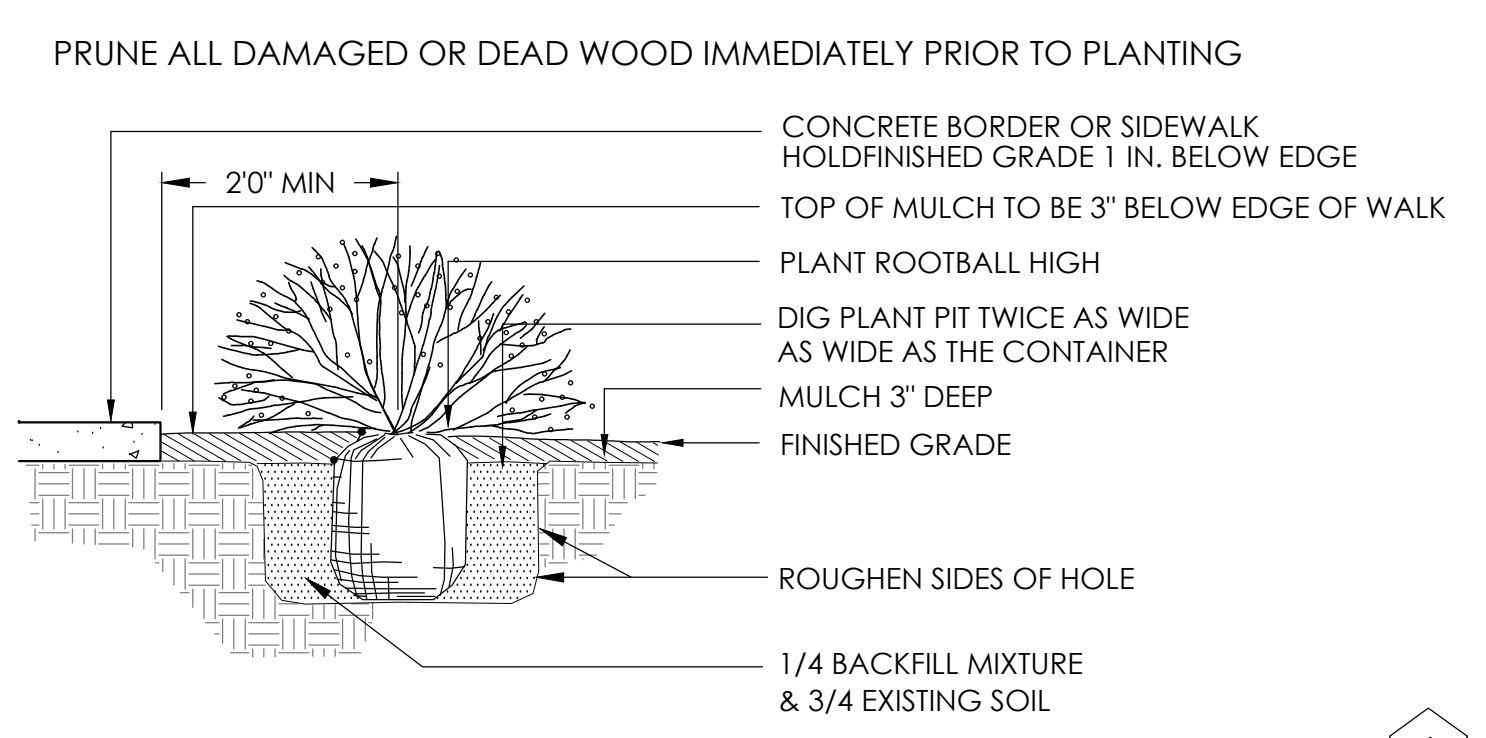 PRUNE ALL DAMAGED OR DEAD WOOD IMMEDIATELY PRIOR TO PLANTING
CONCRETE BORDER OR SIDEWALK
HOLDFINISHED GRADE 1 IN. BELOW EDGE
2'0" MIN
TOP OF MULCH TO BE 3" BELOW EDGE OF WALK
PLANT ROOTBALL HIGH
DIG PLANT PIT TWICE AS WIDE
AS WIDE AS THE CONTAINER
MULCH 3" DEEP
FINISHED GRADE
ROUGHEN SIDES OF HOLE
1/4 BACKFILL MIXTURE
& 3/4 EXISTING SOIL